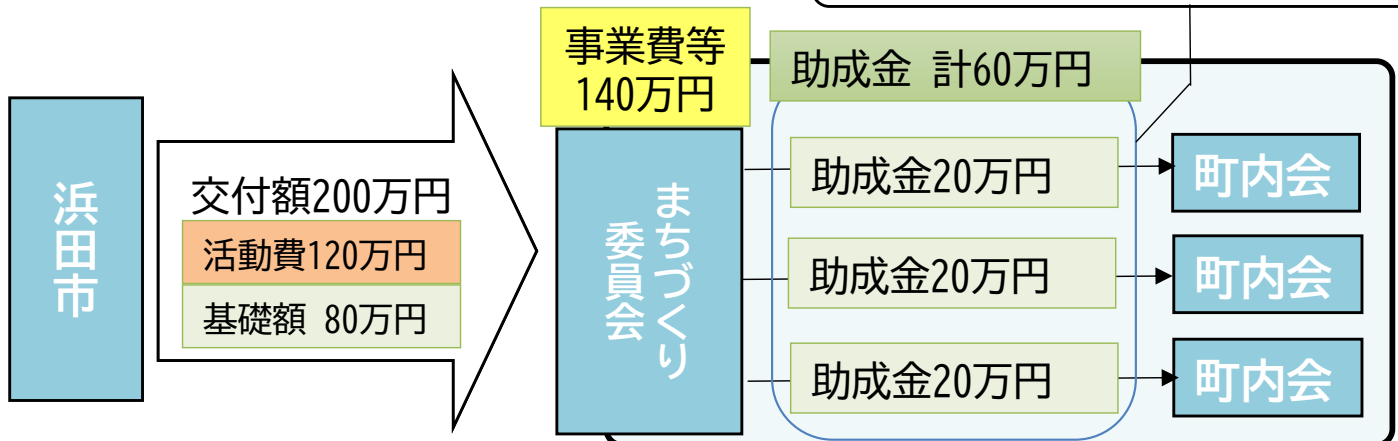 浜田市
交付額200万円
活動費120万円
基礎額 80万円
事業費等
140万円
まちづくり
委員会
助成金 計60万円
助成金20万円
町内会
助成金20万円
町内会
助成金20万円
町内会